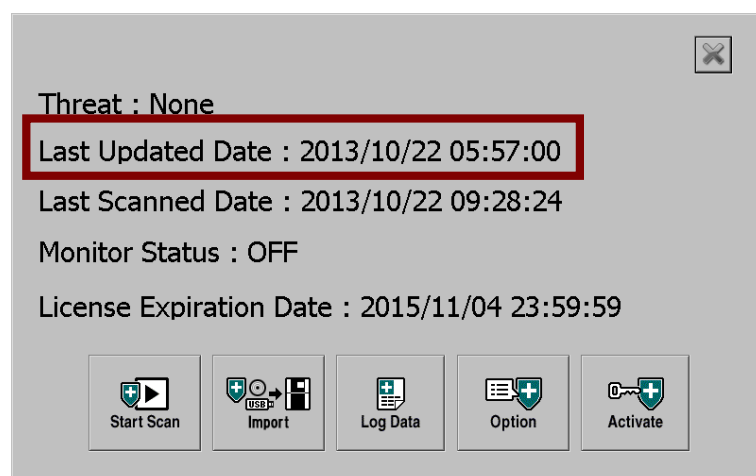 Threat : None
Last Updated Date : 2013/10/22 05:57:00
Last Scanned Date : 2013/10/22 09:28:24
Monitor Status : OFF
License Expiration Date : 2015/11/04 23:59:59
USB
Start Scan
Import
Log Data
Option
Activate